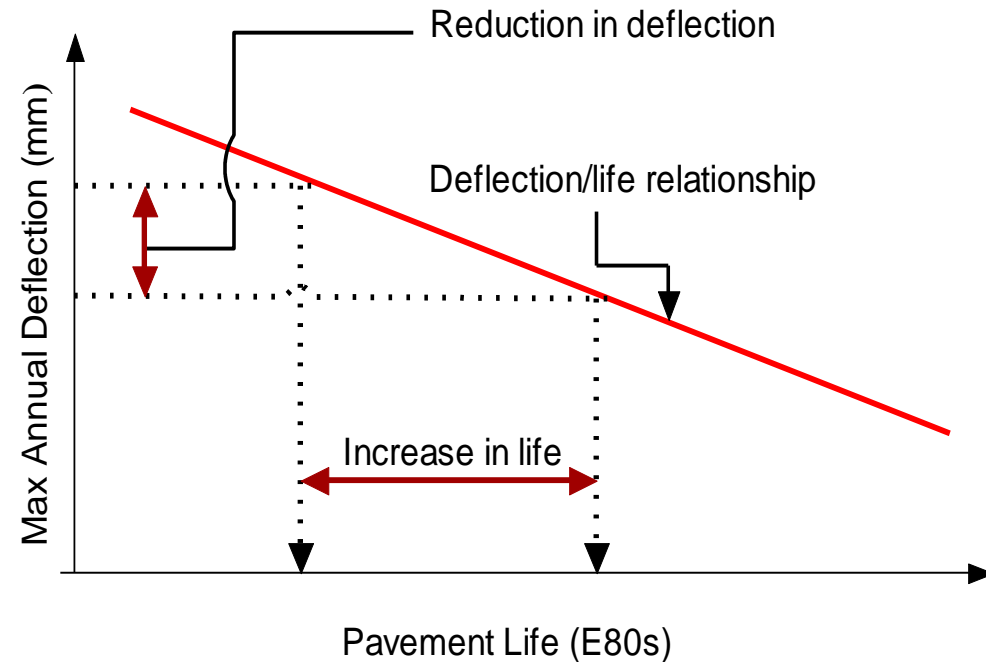 Reduction in deflection
Max Annual Deflection (mm)
Deflection/life relationship
Increase in life
Pavement Life (E80s)